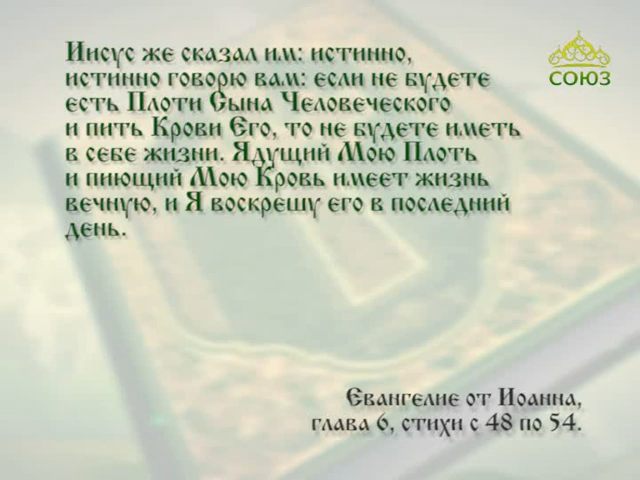 СОЮЗ
Иисус же сказал им: истинно,
истинно говорю вам: если не будете
есть Плоти Сына Человеческого
и пить Крови Его, то не будете иметь
в себе жизни. Ядущий Мою Плоть
и пиющий Мою Кровь имеет жизнь
вечную, и Я воскрешу его в последний
день.
Евангелие от Иоанна,
глава 6, стихи с 48 по 54.